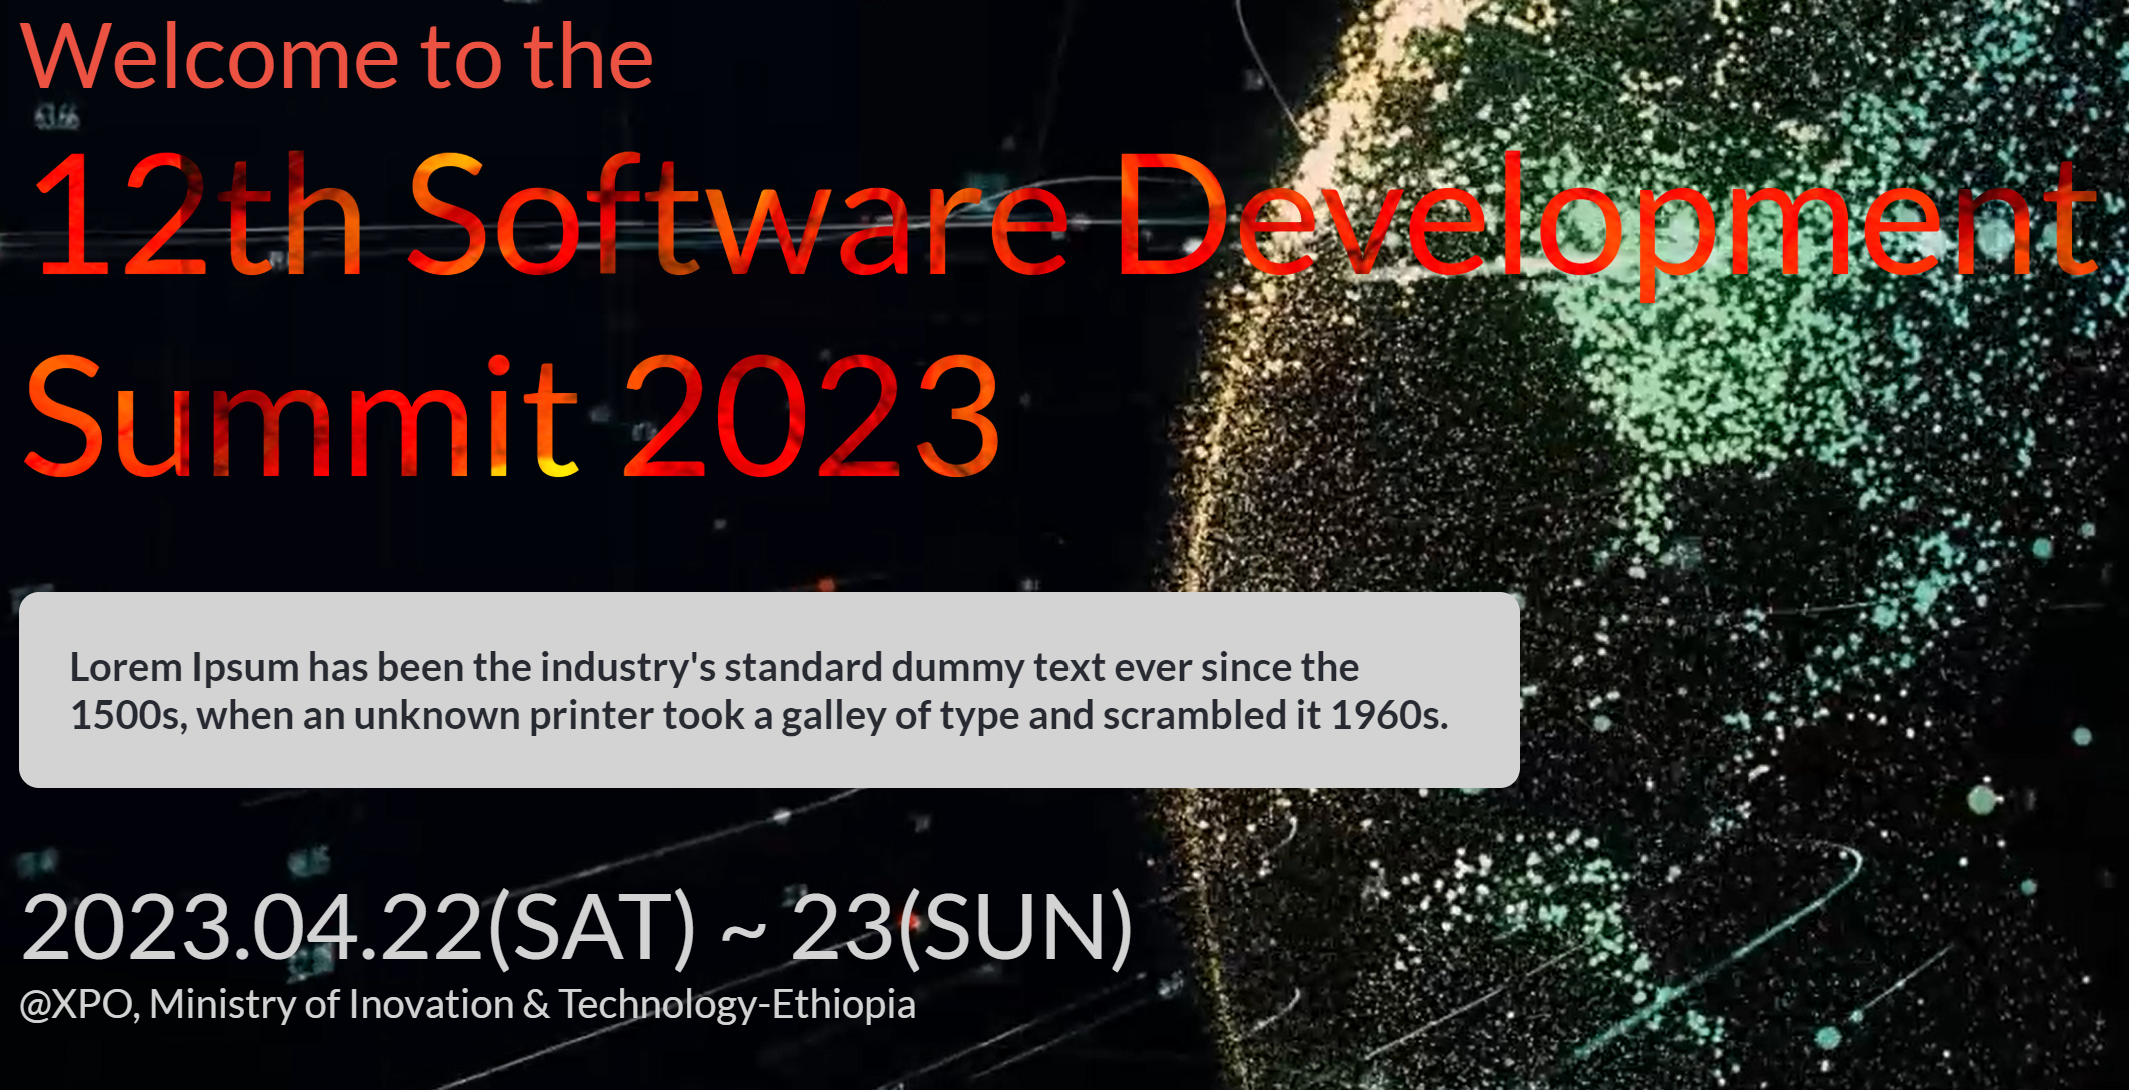 Welcome to the
12th Software Development
Summit 2023
Lorem Ipsum has been the industry's standard dummy text ever since the
1500s, when an unknown printer took a galley of type and scrambled it 1960s.
2023.04.22(SAT) ~ 23(SUN)
@XPO, Ministry of Inovation & Technology-Ethiopia